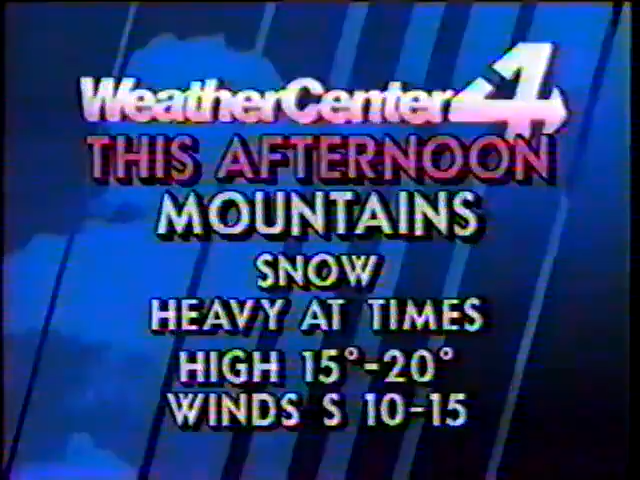 WeatherCenter 4
THIS AFTERNOON
MOUNTAINS
SNOW
HEAVY AT TIMES
HIGH 15°-20°
WINDS S 10-15